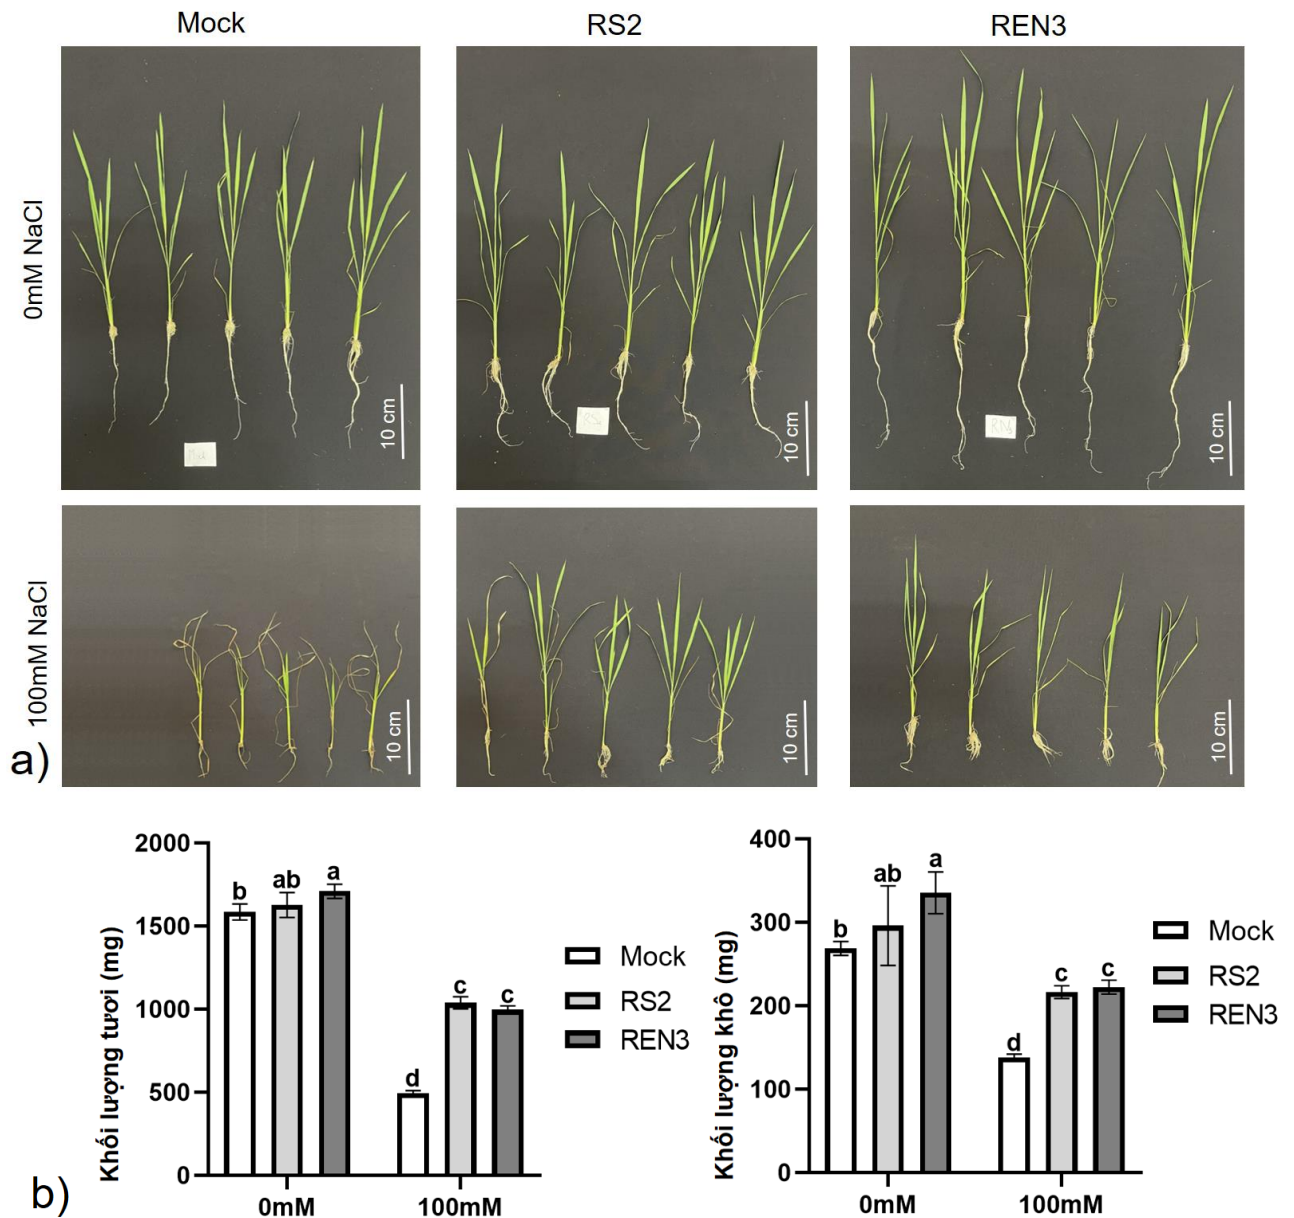 Mock
RS2
REN3
0mM NaCl
10 cm
10 cm
10 cm
100mM NaCl
10 cm
10 cm
10 cm
a)
Khối lượng tươi (mg)
2000
1500
1000
500
0
b
ab
a
d
c
c
0mM
100mM
Mock
RS2
REN3
Khối lượng khô (mg)
400
300
200
100
0
b
ab
a
d
c
c
0mM
100mM
Mock
RS2
REN3
b)